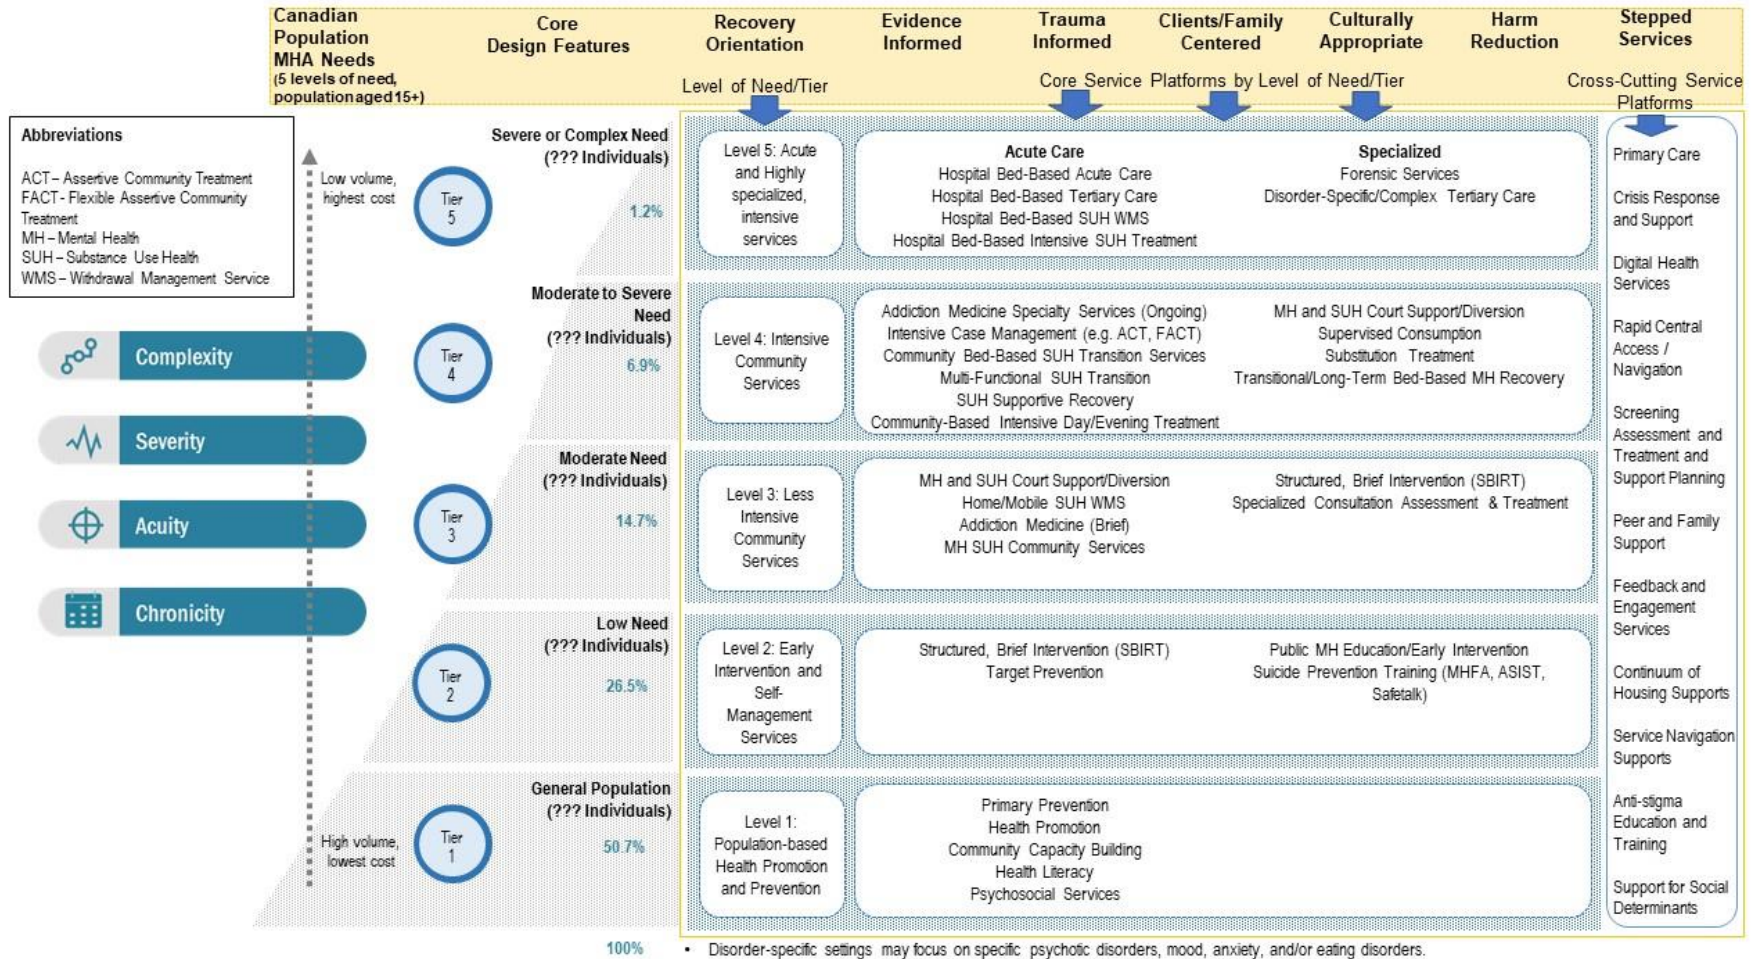 Canadian
Population
MHA Needs
(5 levels of need,
population aged 15+)
Core
Design Features
Recovery
Orientation
Evidence
Informed
Trauma
Informed
Clients/Family
Centered
Culturally
Appropriate
Harm
Reduction
Stepped
Services
Level of Need/Tier
Core Service Platforms by Level of Need/Tier
Cross-Cutting Service
Platforms
Abbreviations
ACT – Assertive Community Treatment
FACT - Flexible Assertive Community
Treatment
MH – Mental Health
SUH – Substance Use Health
WMS – Withdrawal Management Service
Complexity
Severity
Acuity
Chronicity
Low volume,
highest cost
High volume,
lowest cost
Severe or Complex Need
(??? Individuals)
Tier
5
1.2%
Level 5: Acute
and Highly
specialized,
intensive
services
Acute Care
Hospital Bed-Based Acute Care
Hospital Bed-Based Tertiary Care
Hospital Bed-Based SUH WMS
Hospital Bed-Based Intensive SUH Treatment
Specialized
Forensic Services
Disorder-Specific/Complex Tertiary Care
Moderate to Severe
Need
(??? Individuals)
Tier
4
6.9%
Level 4: Intensive
Community
Services
Addiction Medicine Specialty Services (Ongoing)
Intensive Case Management (e.g. ACT, FACT)
Community Bed-Based SUH Transition Services
Multi-Functional SUH Transition
SUH Supportive Recovery
Community-Based Intensive Day/Evening Treatment
MH and SUH Court Support/Diversion
Supervised Consumption
Substitution Treatment
Transitional/Long-Term Bed-Based MH Recovery
Moderate Need
(??? Individuals)
Tier
3
14.7%
Level 3: Less
Intensive
Community
Services
MH and SUH Court Support/Diversion
Home/Mobile SUH WMS
Addiction Medicine (Brief)
MH SUH Community Services
Structured, Brief Intervention (SBIRT)
Specialized Consultation Assessment & Treatment
Low Need
(??? Individuals)
Tier
2
26.5%
Level 2: Early
Intervention and
Self-
Management
Services
Structured, Brief Intervention (SBIRT)
Target Prevention
Public MH Education/Early Intervention
Suicide Prevention Training (MHFA, ASIST,
Safetalk)
General Population
(??? Individuals)
Tier
1
50.7%
Level 1:
Population-based
Health Promotion
and Prevention
Primary Prevention
Health Promotion
Community Capacity Building
Health Literacy
Psychosocial Services
Primary Care
Crisis Response
and Support
Digital Health
Services
Rapid Central
Access /
Navigation
Screening
Assessment and
Treatment and
Support Planning
Peer and Family
Support
Feedback and
Engagement
Services
Continuum of
Housing Supports
Service Navigation
Supports
Anti-stigma
Education and
Training
Support for Social
Determinants
100%
• Disorder-specific settings may focus on specific psychotic disorders, mood, anxiety, and/or eating disorders.